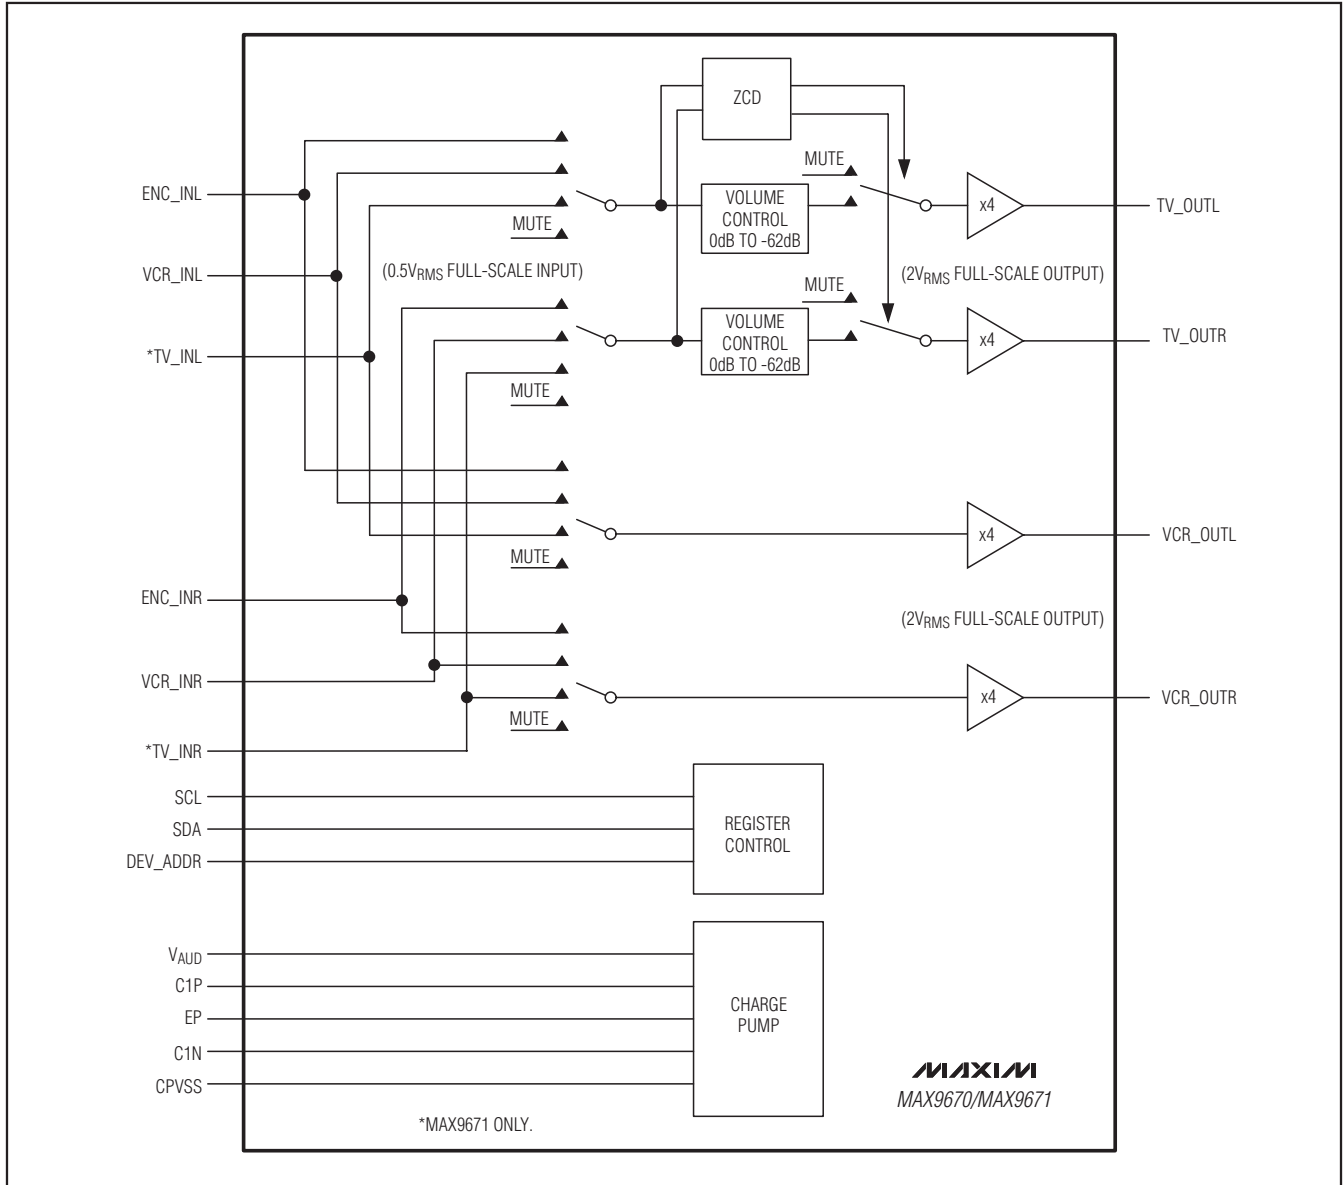 ZCD
MUTE
ENC_INL
VOLUME
CONTROL
0dB TO -62dB
x4
TV_OUTL
MUTE
VCR_INL
(0.5VRMS FULL-SCALE INPUT)
(2VRMS FULL-SCALE OUTPUT)
MUTE
*TV_INL
VOLUME
CONTROL
0dB TO -62dB
x4
TV_OUTR
MUTE
MUTE
x4
VCR_OUTL
ENC_INR
(2VRMS FULL-SCALE OUTPUT)
VCR_INR
MUTE
x4
VCR_OUTR
*TV_INR
SCL
SDA
DEV_ADDR
REGISTER
CONTROL
VAUD
C1P
EP
C1N
CPVSS
CHARGE
PUMP
MAXIM
MAX9670/MAX9671
*MAX9671 ONLY.